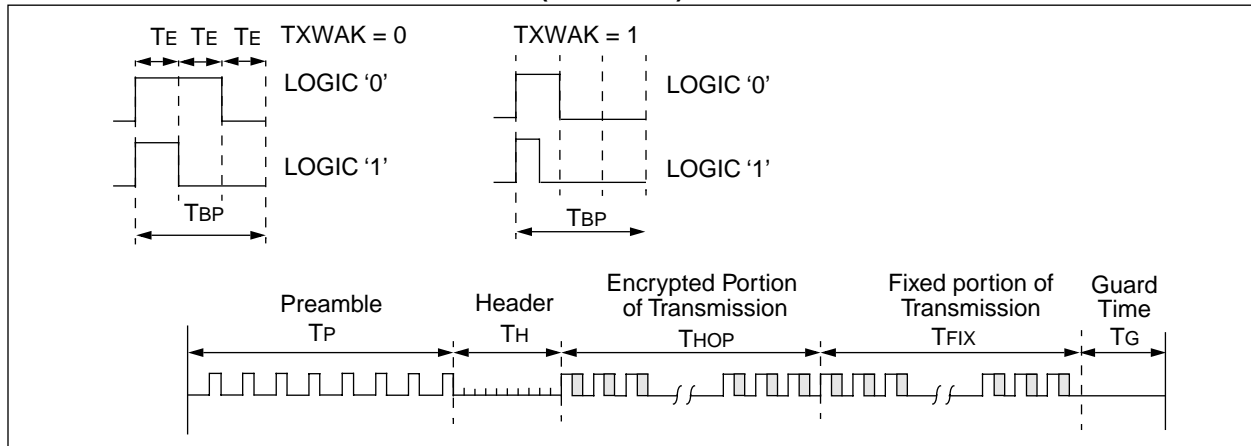 TE TE TE TXWAK = 0
LOGIC ‘0’
LOGIC ‘1’
TBP
TXWAK = 1
LOGIC ‘0’
LOGIC ‘1’
TBP
Preamble
TP
Header
TH
Encrypted Portion
of Transmission
THOP
Fixed portion of
Transmission
TFIX
Guard
Time
TG